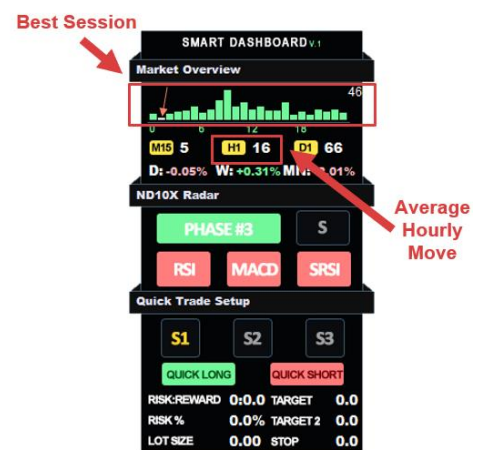 Best Session
SMART DASHBOARD V.1
Market Overview
46
0 6 12 18
M15 5 H1 16 D1 66
D: -0.05% W: +0.31% MN: 0.01%
ND10X Radar
PHASE #3 S
RSI MACD SRSI
Average
Hourly
Move
Quick Trade Setup
S1 S2 S3
QUICK LONG QUICK SHORT
RISK:REWARD 0:0.0 TARGET 0.0
RISK % 0.0% TARGET 2 0.0
LOT SIZE 0.00 STOP 0.0